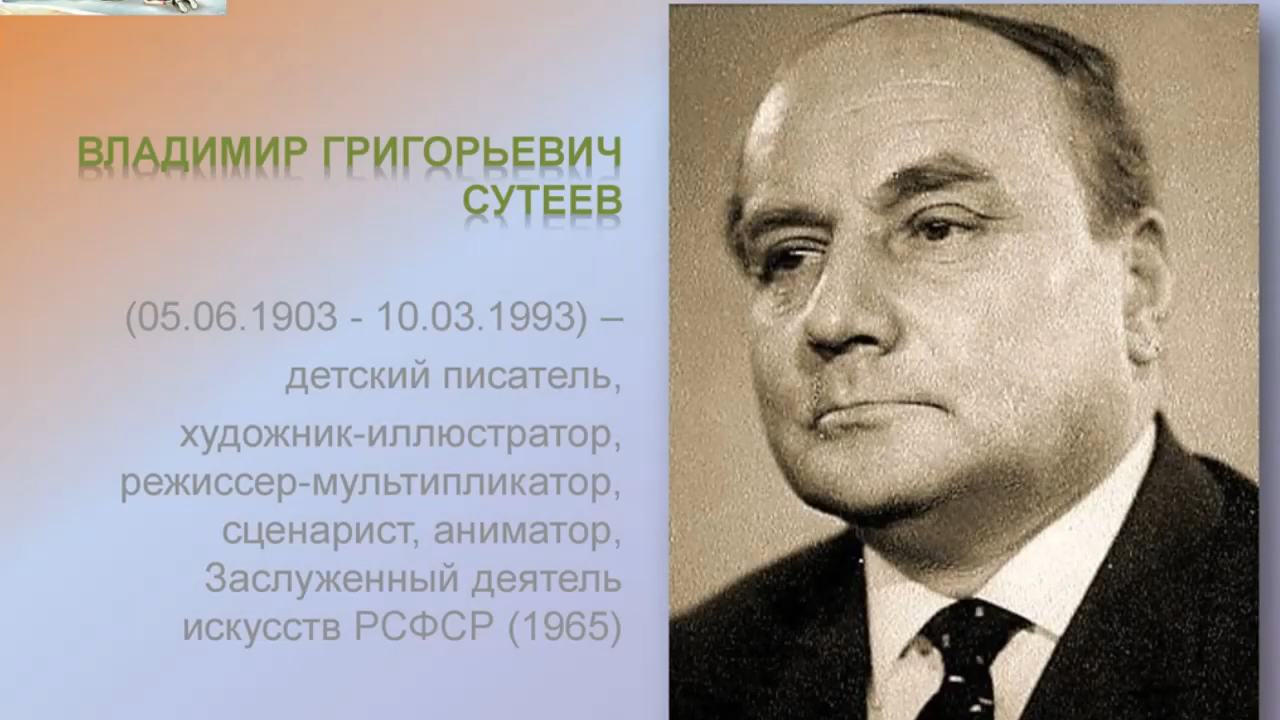 ВЛАДИМИР ГРИГОРЬЕВИЧ
СУТЕЕВ
(05.06.1903 - 10.03.1993) –
детский писатель,
художник-иллюстратор,
режиссер-мультипликатор,
сценарист, аниматор,
Заслуженный деятель
искусств РСФСР (1965)